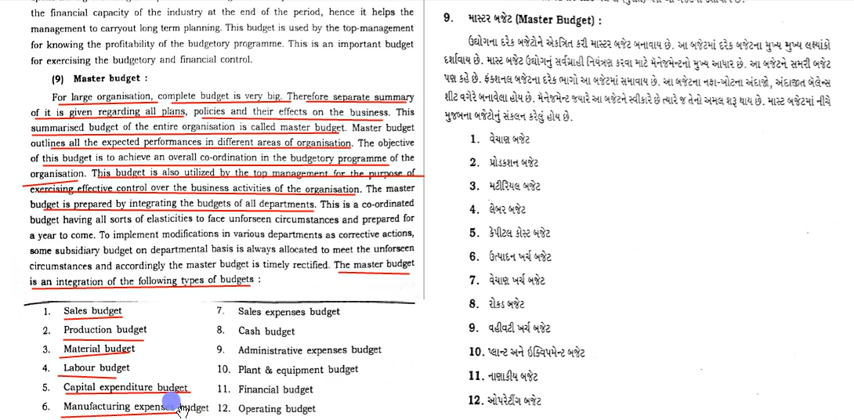 the financial capacity of the industry at the end of the period, hence it helps the
management to carryout long term planning. This budget is used by the top-management
for knowing the profitability of the budgetory programme. This is an important budget
for exercising the budgetory and financial control.
(9) Master budget :
For large organisation, complete budget is very big. Therefore separate summary
of it is given regarding all plans, policies and their effects on the business. This
summarised budget of the entire organisation is called master budget. Master budget
outlines all the expected performances in different areas of organisation. The objective
of this budget is to achieve an overall co-ordination in the budgetory programme of the
organisation. This budget is also utilized by the top management for the purpose of
exercising effective control over the business activities of the organisation. The master
budget is prepared by integrating the budgets of all departments. This is a co-ordinated
budget having all sorts of elasticities to face unforseen circumstances and prepared for
a year to come. To implement modifications in various departments as corrective actions,
some subsidiary budget on departmental basis is always allocated to meet the unforseen
circumstances and accordingly the master budget is timely rectified. The master budget
is an integration of the following types of budgets :
1. Sales budget
2. Production budget
3. Material budget
4. Labour budget
5. Capital expenditure budget
6. Manufacturing expenses budget
7. Sales expenses budget
8. Cash budget
9. Administrative expenses budget
10. Plant & equipment budget
11. Financial budget
12. Operating budget
9. માસ્ટર બજેટ (Master Budget) :
ઉદ્યોગના દરેક બજેટોને એકત્રિત કરી માસ્ટર બજેટ બનાવાય છે. આ બજેટમાં દરેક બજેટના મુખ્ય મુખ્ય લક્ષ્યાંકો
દર્શાવાય છે. માસ્ટ બજેટ ઉદ્યોગનું સર્વગ્રાહી નિયંત્રણ કરવા માટે મેનેજમેન્ટનો મુખ્ય આધાર છે. આ બજેટને સમરી બજેટ
પણ કહે છે. ફંકશનલ બજેટના દરેક ભાગો આ બજેટમાં સમાવાય છે. આ બજેટના નફા-ખોટના અંદાજો, અંદાજીત બેલેન્સ
શીટ વગેરે બનાવેલા હોય છે. મેનેજમેન્ટ જ્યારે આ બજેટને સ્વીકારે છે ત્યારે જ તેનો અમલ શરૂ થાય છે. માસ્ટ બજેટમાં નીચે
મુજબના બજેટોનું સંકલન કરેલું હોય છે.
1. વેચાણ બજેટ
2. પ્રોડકશન બજેટ
3. મટીરિયલ બજેટ
4. લેબર બજેટ
5. કેપીટલ કોસ્ટ બજેટ
6. ઉત્પાદન ખર્ચ બજેટ
7. વેચાણ ખર્ચ બજેટ
8. રોકડ બજેટ
9. વહીવટી ખર્ચ બજેટ
10. પ્લાન્ટ અને ઇક્વિપમેન્ટ બજેટ
11. નાણાકીય બજેટ
12. ઓપરેટીંગ બજેટ